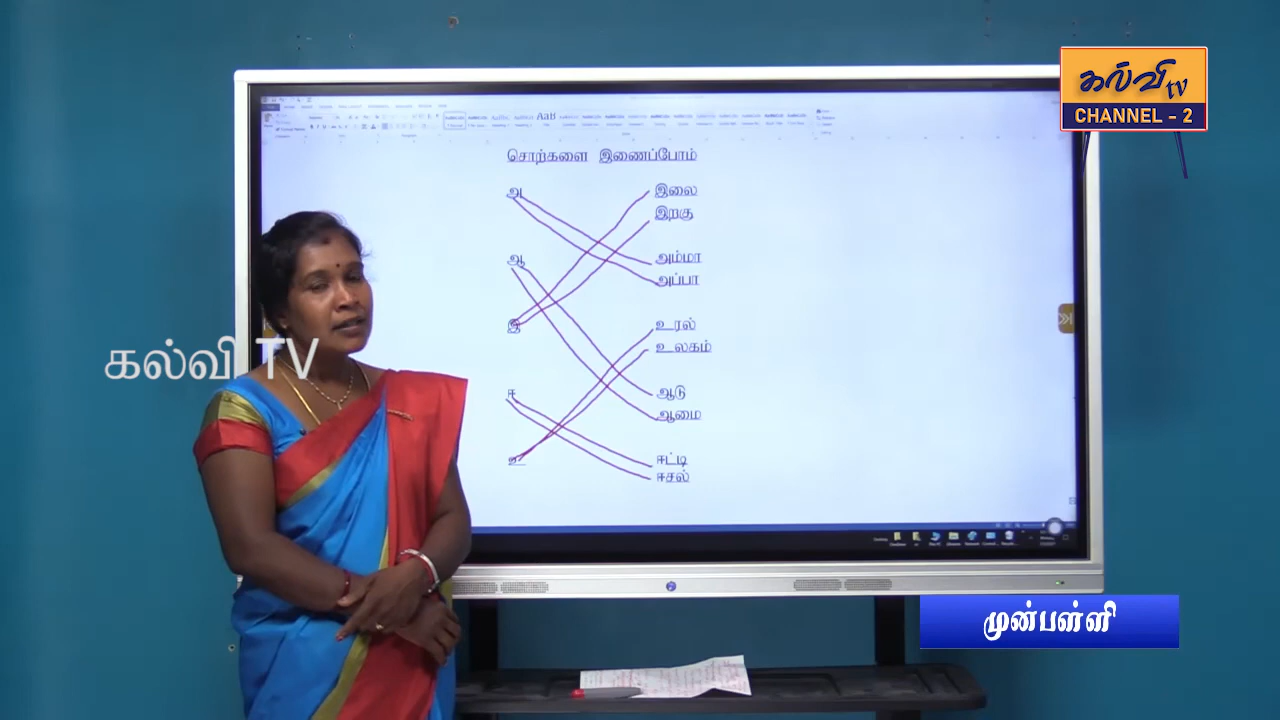 கல்வி TV
CHANNEL - 2
சொற்களை இணைப்போம்
அ
இலை
இறகு
ஆ
அம்மா
அப்பா
இ
உரல்
உலகம்
ஈ
ஆடு
ஆமை
உ
ஈட்டி
ஈசல்
கல்வி TV
முன்பள்ளி